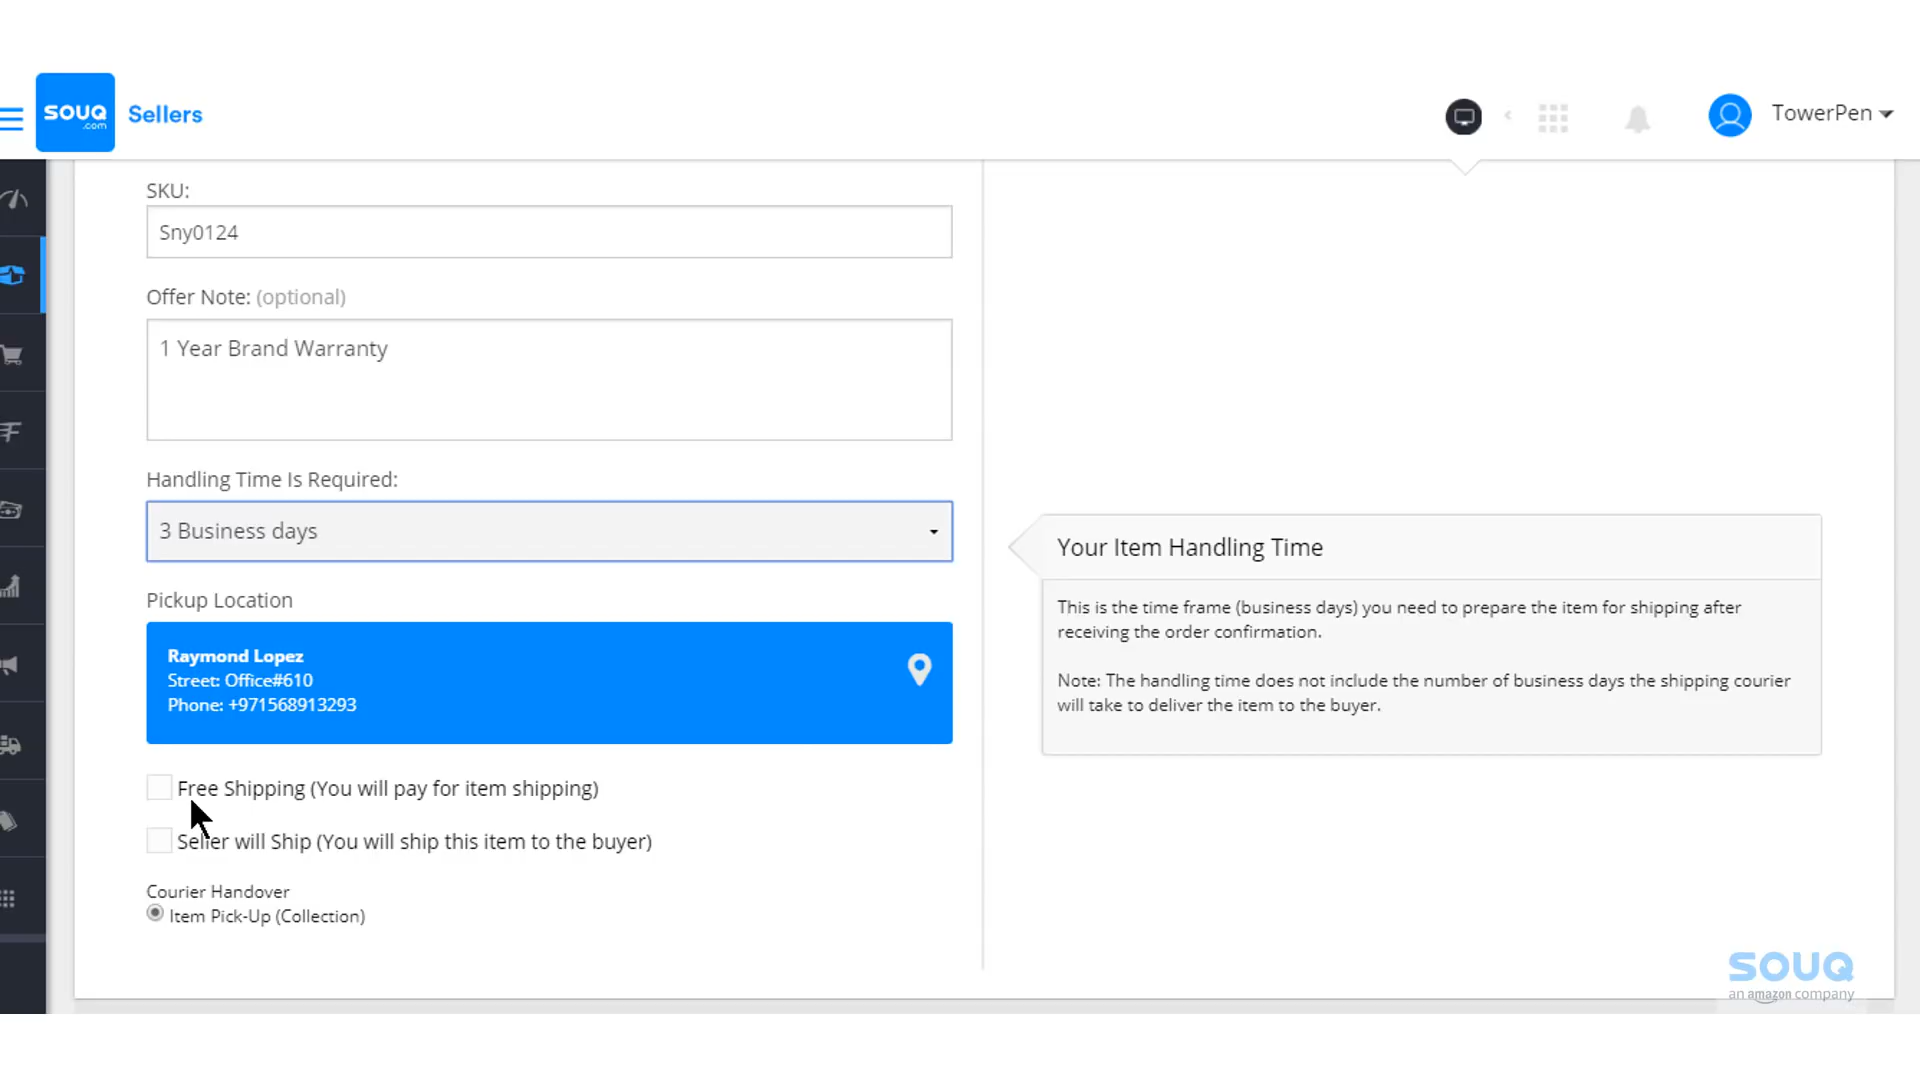 SOUQ
.com
Sellers
TowerPen
SKU:
Sny0124
Offer Note: (optional)
1 Year Brand Warranty
Handling Time Is Required:
3 Business days
Pickup Location
Raymond Lopez
Street: Office#610
Phone: +971568913293
Free Shipping (You will pay for item shipping)
Seller will Ship (You will ship this item to the buyer)
Courier Handover
Item Pick-Up (Collection)
Your Item Handling Time
This is the time frame (business days) you need to prepare the item for shipping after
receiving the order confirmation.
Note: The handling time does not include the number of business days the shipping courier
will take to deliver the item to the buyer.
SOUQ
an amazon company